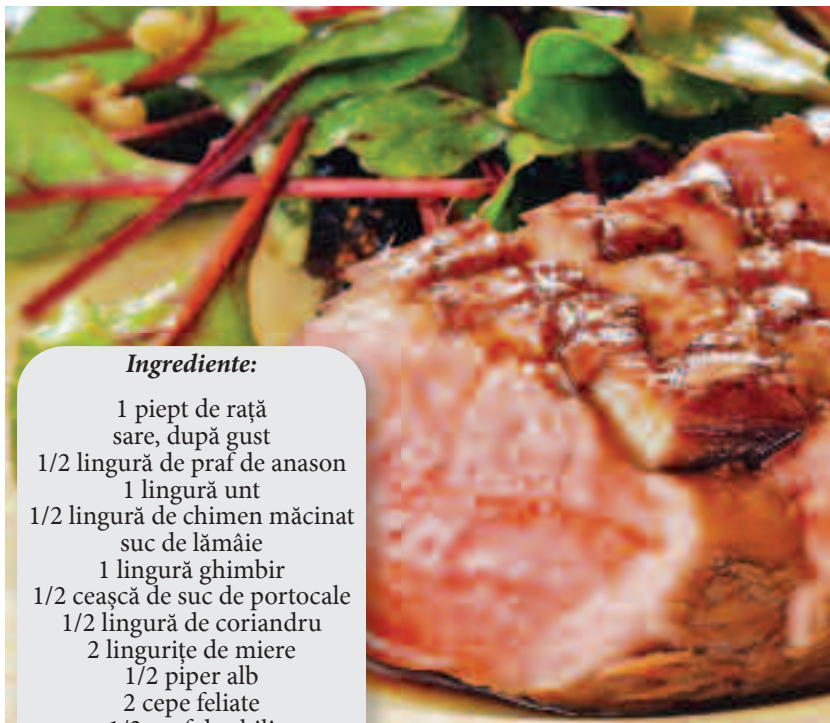 Ingrediente:
1 piept de rață
sare, după gust
1/2 lingură de praf de anason
1 lingură unt
1/2 lingură de chimen măcinat
suc de lămâie
1 lingură ghimbir
1/2 ceașcă de suc de portocale
1/2 lingură de coriandru
2 lingurițe de miere
1/2 piper alb
2 cepe feliate